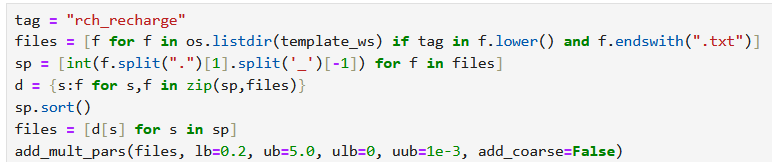 tag = "rch_recharge"
files = [f for f in os.listdir(template_ws) if tag in f.lower() and f.endswith(".txt")]
sp = [int(f.split(".")[1].split('_')[-1]) for f in files]
d = {s:f for s,f in zip(sp,files)}
sp.sort()
files = [d[s] for s in sp]
add_mult_pars(files, lb=0.2, ub=5.0, ulb=0, uub=1e-3, add_coarse=False)